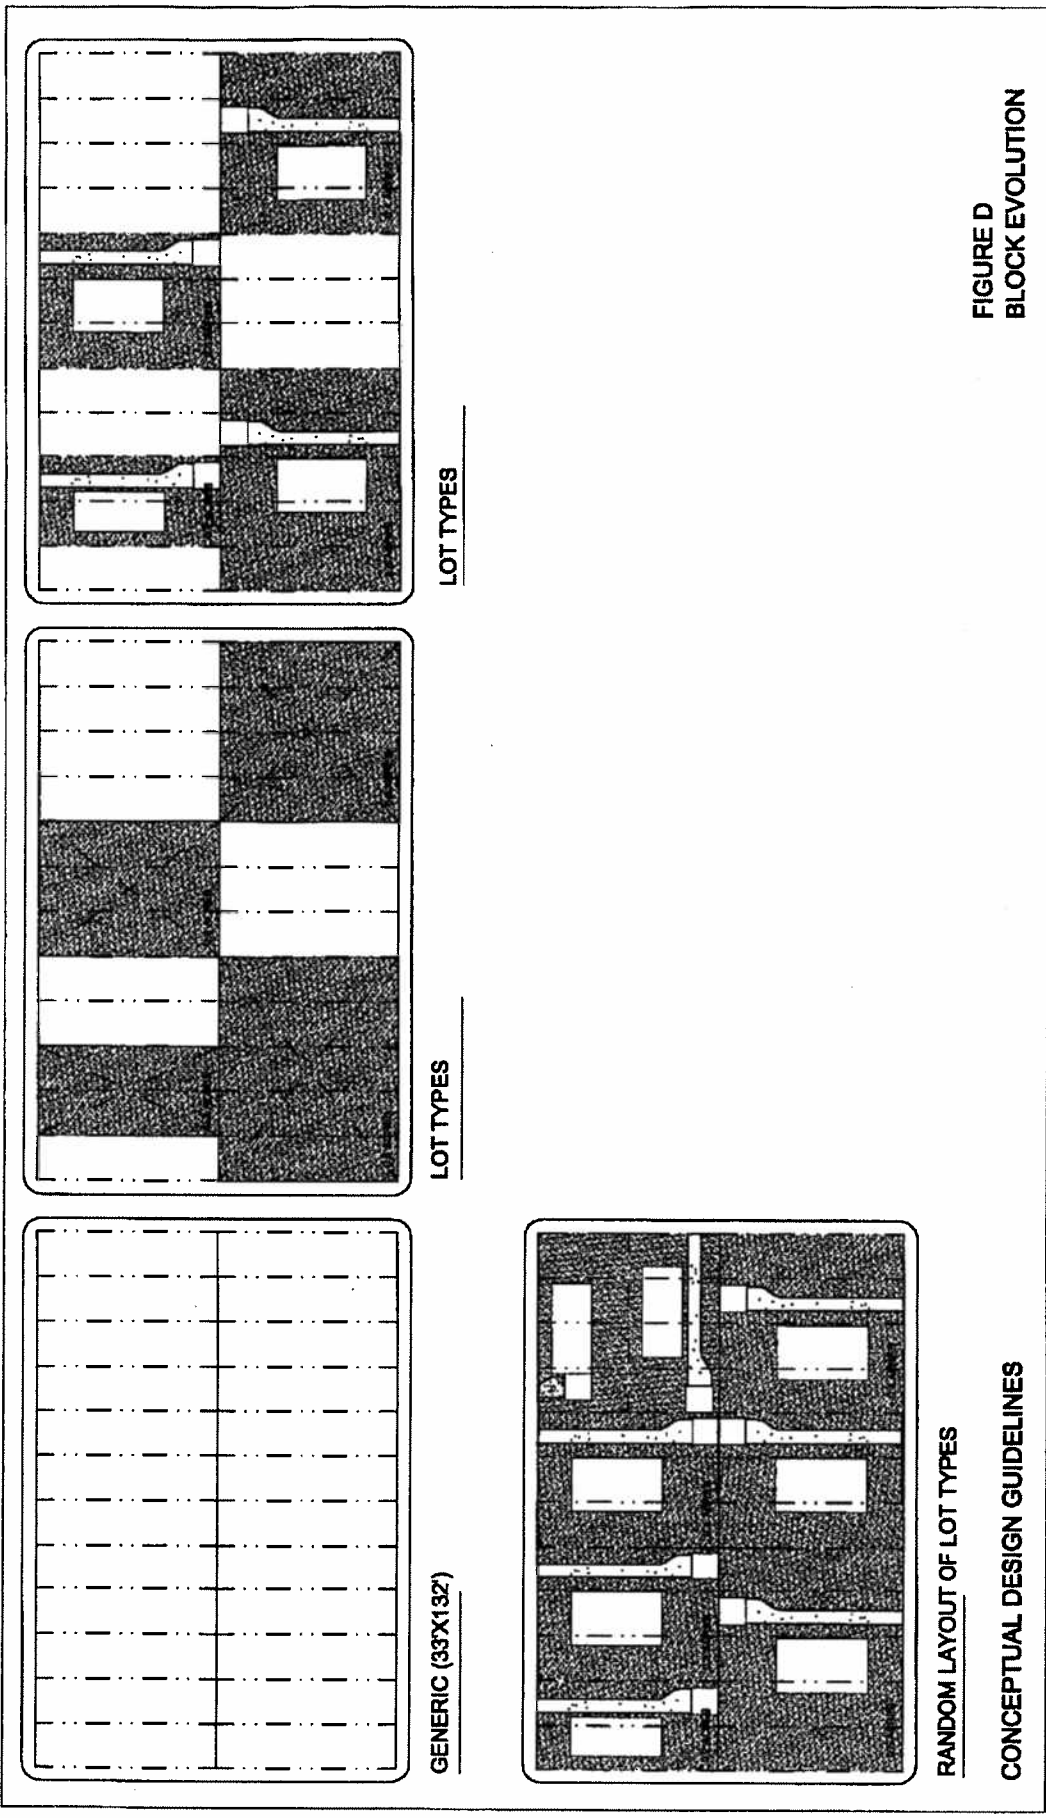 GENERIC (33'X132')
LOT TYPES
LOT TYPES
RANDOM LAYOUT OF LOT TYPES
CONCEPTUAL DESIGN GUIDELINES
FIGURE D
BLOCK EVOLUTION